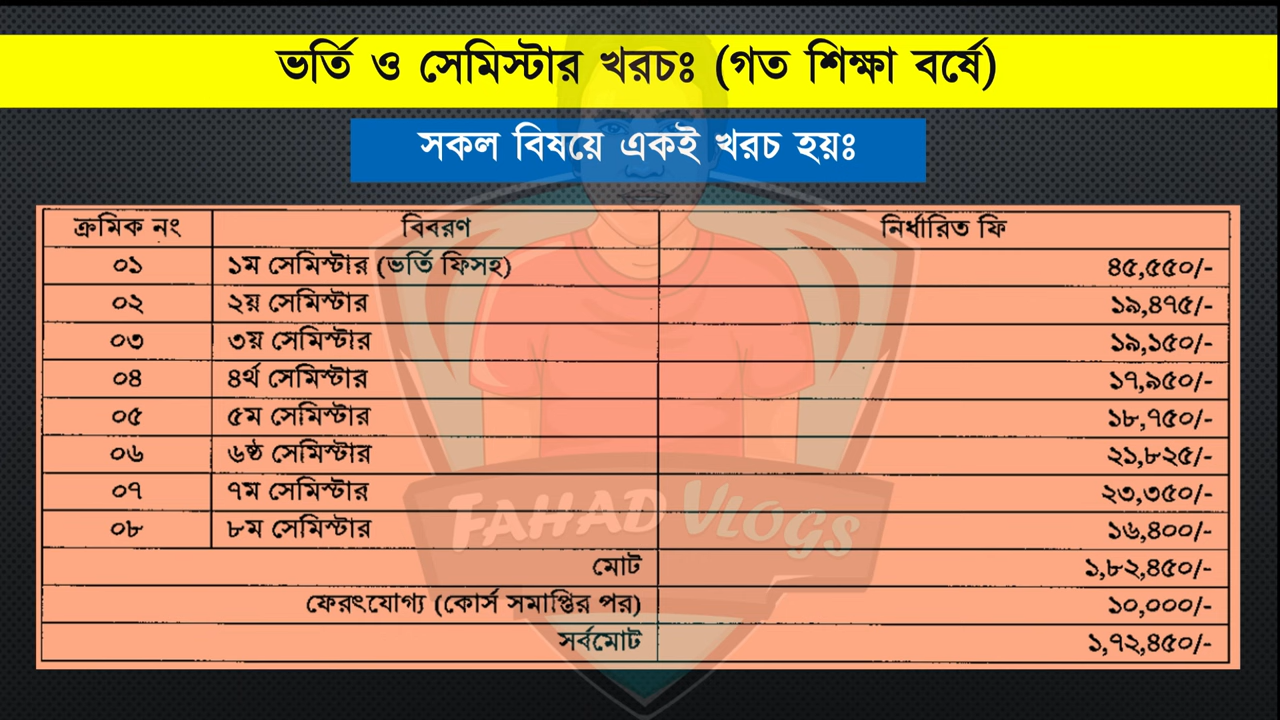 ভর্তি ও সেমিস্টার খরচঃ (গত শিক্ষা বর্ষে)
সকল বিষয়ে একই খরচ হয়ঃ
ক্রমিক নং বিবরণ নির্ধারিত ফি
০১ ১ম সেমিস্টার (ভর্তি ফিসহ) ৪৫,৫৫০/-
০২ ২য় সেমিস্টার ১৯,৪৭৫/-
০৩ ৩য় সেমিস্টার ১৯,১৫০/-
০৪ ৪র্থ সেমিস্টার ১৭,৯৫০/-
০৫ ৫ম সেমিস্টার ১৮,৭৫০/-
০৬ ৬ষ্ঠ সেমিস্টার ২১,৮২৫/-
০৭ ৭ম সেমিস্টার ২৩,৩৫০/-
FAHAD VLOGS
০৮ ৮ম সেমিস্টার ১৬,৪০০/-
মোট ১,৮২,৪৫০/-
ফেরৎযোগ্য (কোর্স সমাপ্তির পর) ১০,০০০/-
সর্বমোট ১,৭২,৪৫০/-